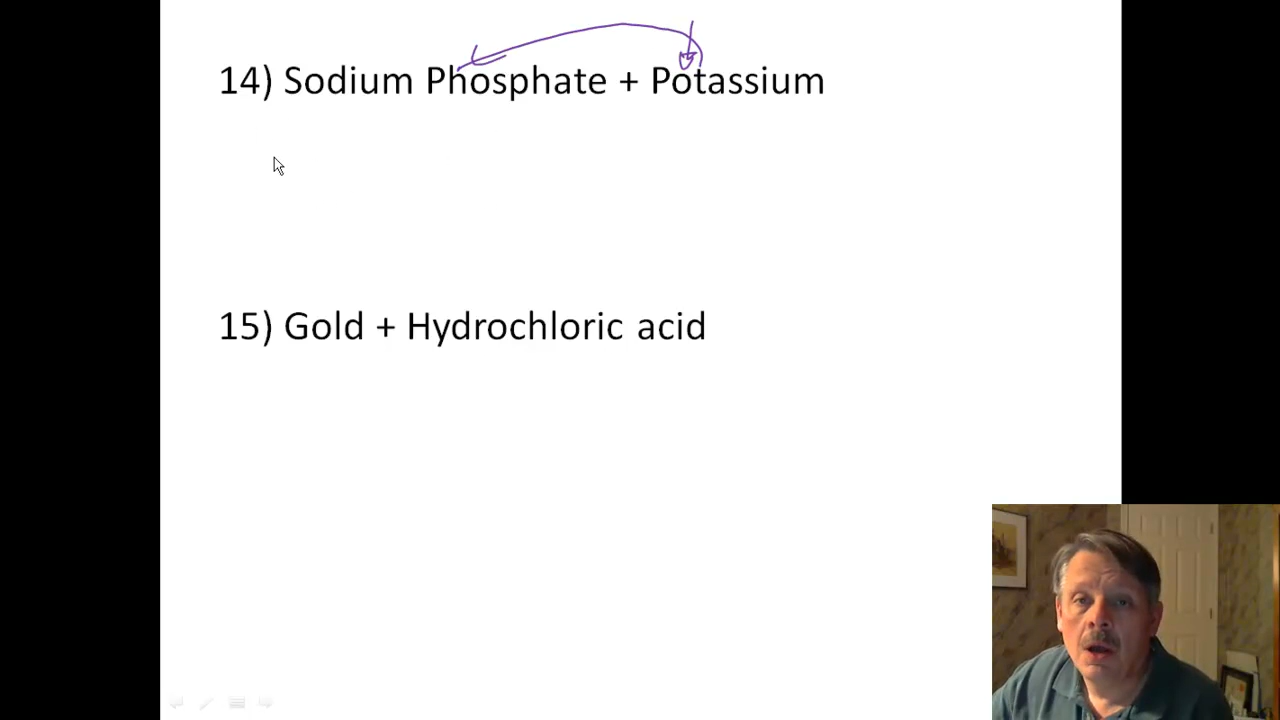 14) Sodium Phosphate + Potassium
15) Gold + Hydrochloric acid